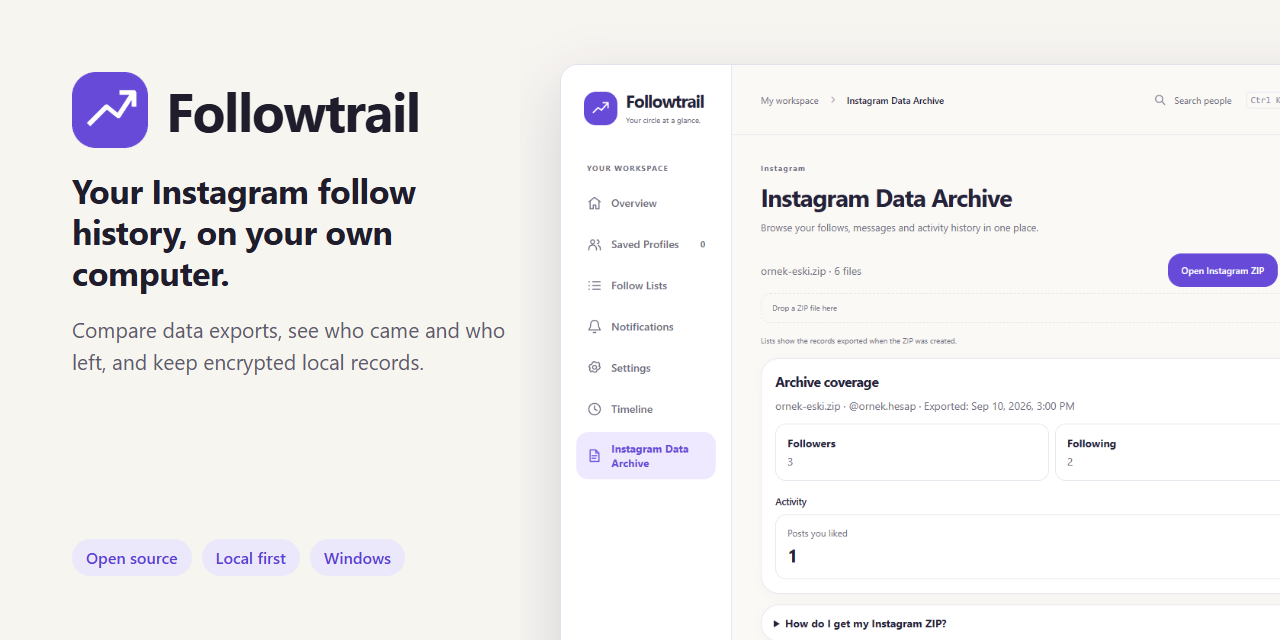 Followtrail
Your Instagram follow
history, on your own
computer.
Compare data exports, see who came and who
left, and keep encrypted local records.
Open source
Local first
Windows
Followtrail
Your circle at a glance.
YOUR WORKSPACE
Overview
Saved Profiles 0
Follow Lists
Notifications
Settings
Timeline
Instagram Data
Archive
My workspace > Instagram Data Archive
Search people
Ctrl K
Instagram
Instagram Data Archive
Browse your follows, messages and activity history in one place.
ornek-eski.zip · 6 files
Open Instagram ZIP
Drop a ZIP file here
Lists show the records exported when the ZIP was created.
Archive coverage
ornek-eski.zip · @ornek.hesap · Exported: Sep 10, 2026, 3:00 PM
Followers
3
Following
2
Activity
Posts you liked
1
How do I get my Instagram ZIP?